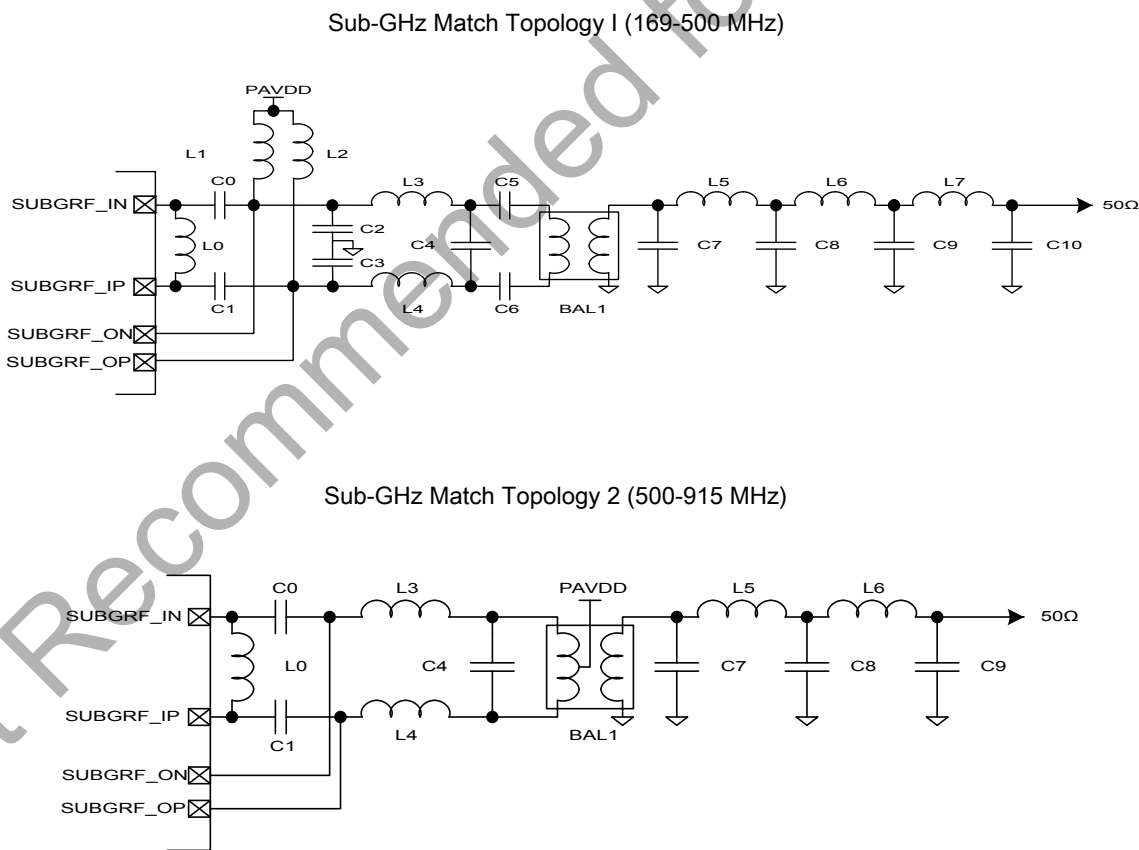 Sub-GHz Match Topology I (169-500 MHz)
PAVDD
L1
L2
C0
L3
C5
L5
L6
L7
SUBGRF_IN
50Ω
L0
C2
C3
C4
C7
C8
C9
C10
SUBGRF_IP
C1
L4
C6
BAL1
SUBGRF_ON
SUBGRF_OP
Sub-GHz Match Topology 2 (500-915 MHz)
C0
L3
PAVDD
L5
L6
SUBGRF_IN
50Ω
L0
C4
C7
C8
C9
SUBGRF_IP
C1
L4
BAL1
SUBGRF_ON
SUBGRF_OP
Recommended